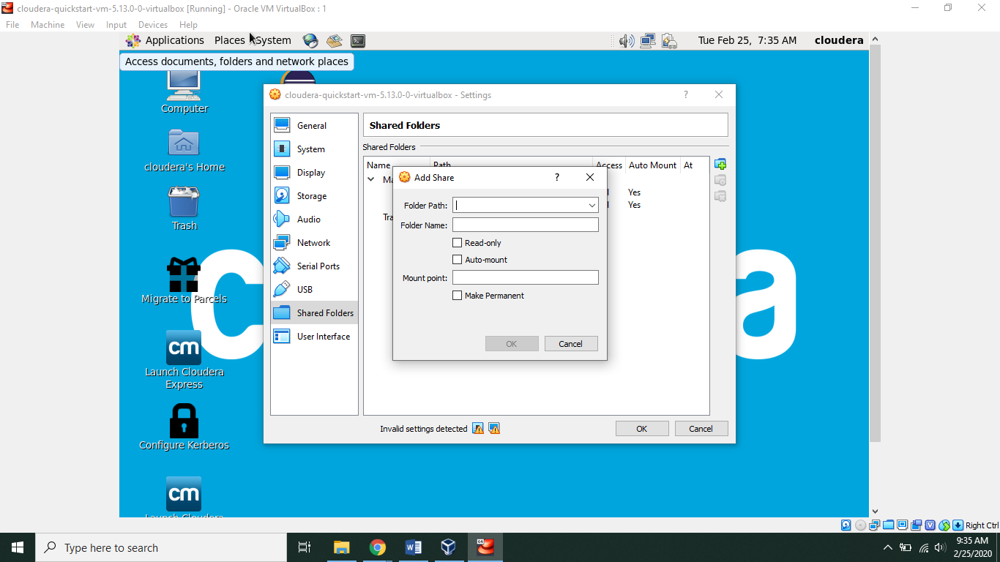 cloudera-quickstart-vm-5.13.0-0-virtualbox [Running] - Oracle VM VirtualBox : 1
File Machine View Input Devices Help
Applications Places System Tue Feb 25, 7:35 AM cloudera
Access documents, folders and network places
Computer
cloudera's Home
Trash
Migrate to Parcels
cm
Launch Cloudera
Express
Configure Kerberos
cm
Launch Cloudera
cloudera-quickstart-vm-5.13.0-0-virtualbox - Settings ?
General
System
Display
Storage
Audio
Network
Serial Ports
USB
Shared Folders
User Interface
Shared Folders
Shared Folders
Name Path Access Auto Mount At
Ma
Yes
Yes
Tra
Add Share ?
Folder Path:
Folder Name:
Read-only
Auto-mount
Mount point:
Make Permanent
OK Cancel
Invalid settings detected OK Cancel
Right Ctrl
Type here to search
9:35 AM
2/25/2020